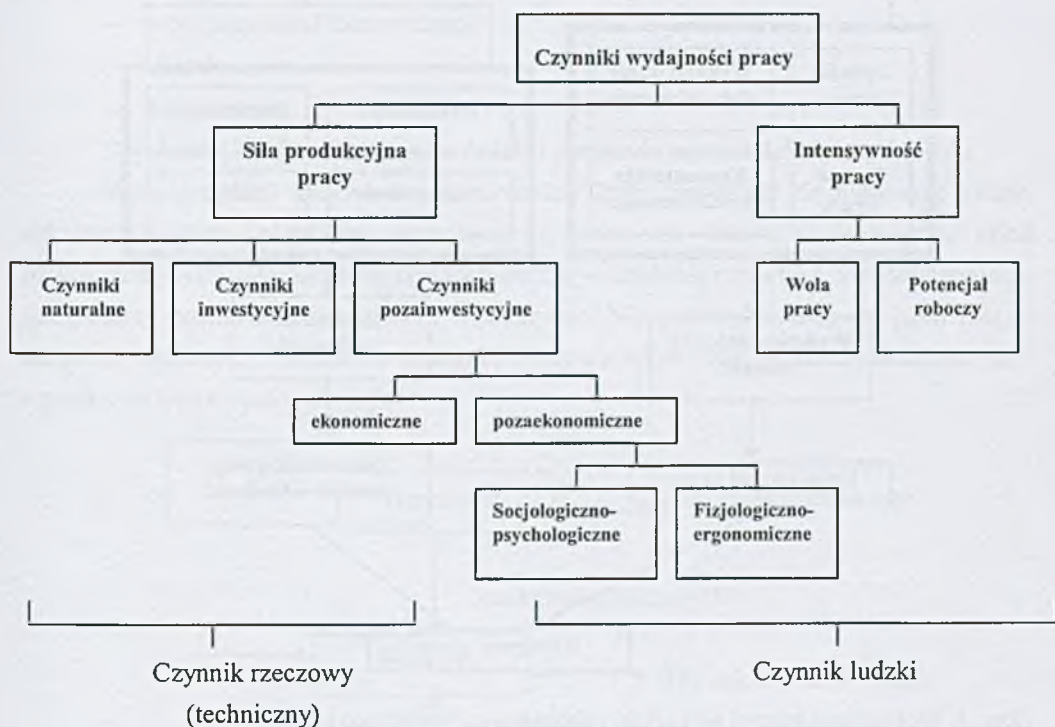 Czynniki wydajności pracy
Siła produkcyjna
pracy
Intensywność
pracy
Czynniki
naturalne
Czynniki
inwestycyjne
Czynniki
pozainwestycyjne
Wola
pracy
Potencjał
roboczy
ekonomiczne
pozaekonomiczne
Socjologiczno-
psychologiczne
Fizjologiczno-
ergonomiczne
Czynnik rzeczowy
(techniczny)
Czynnik ludzki